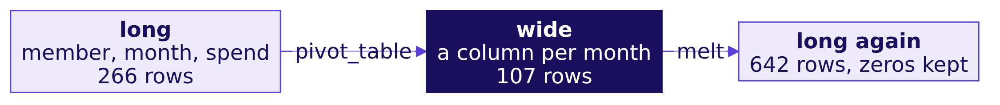 long
member, month, spend
266 rows
pivot_table
wide
a column per month
107 rows
melt
long again
642 rows, zeros kept